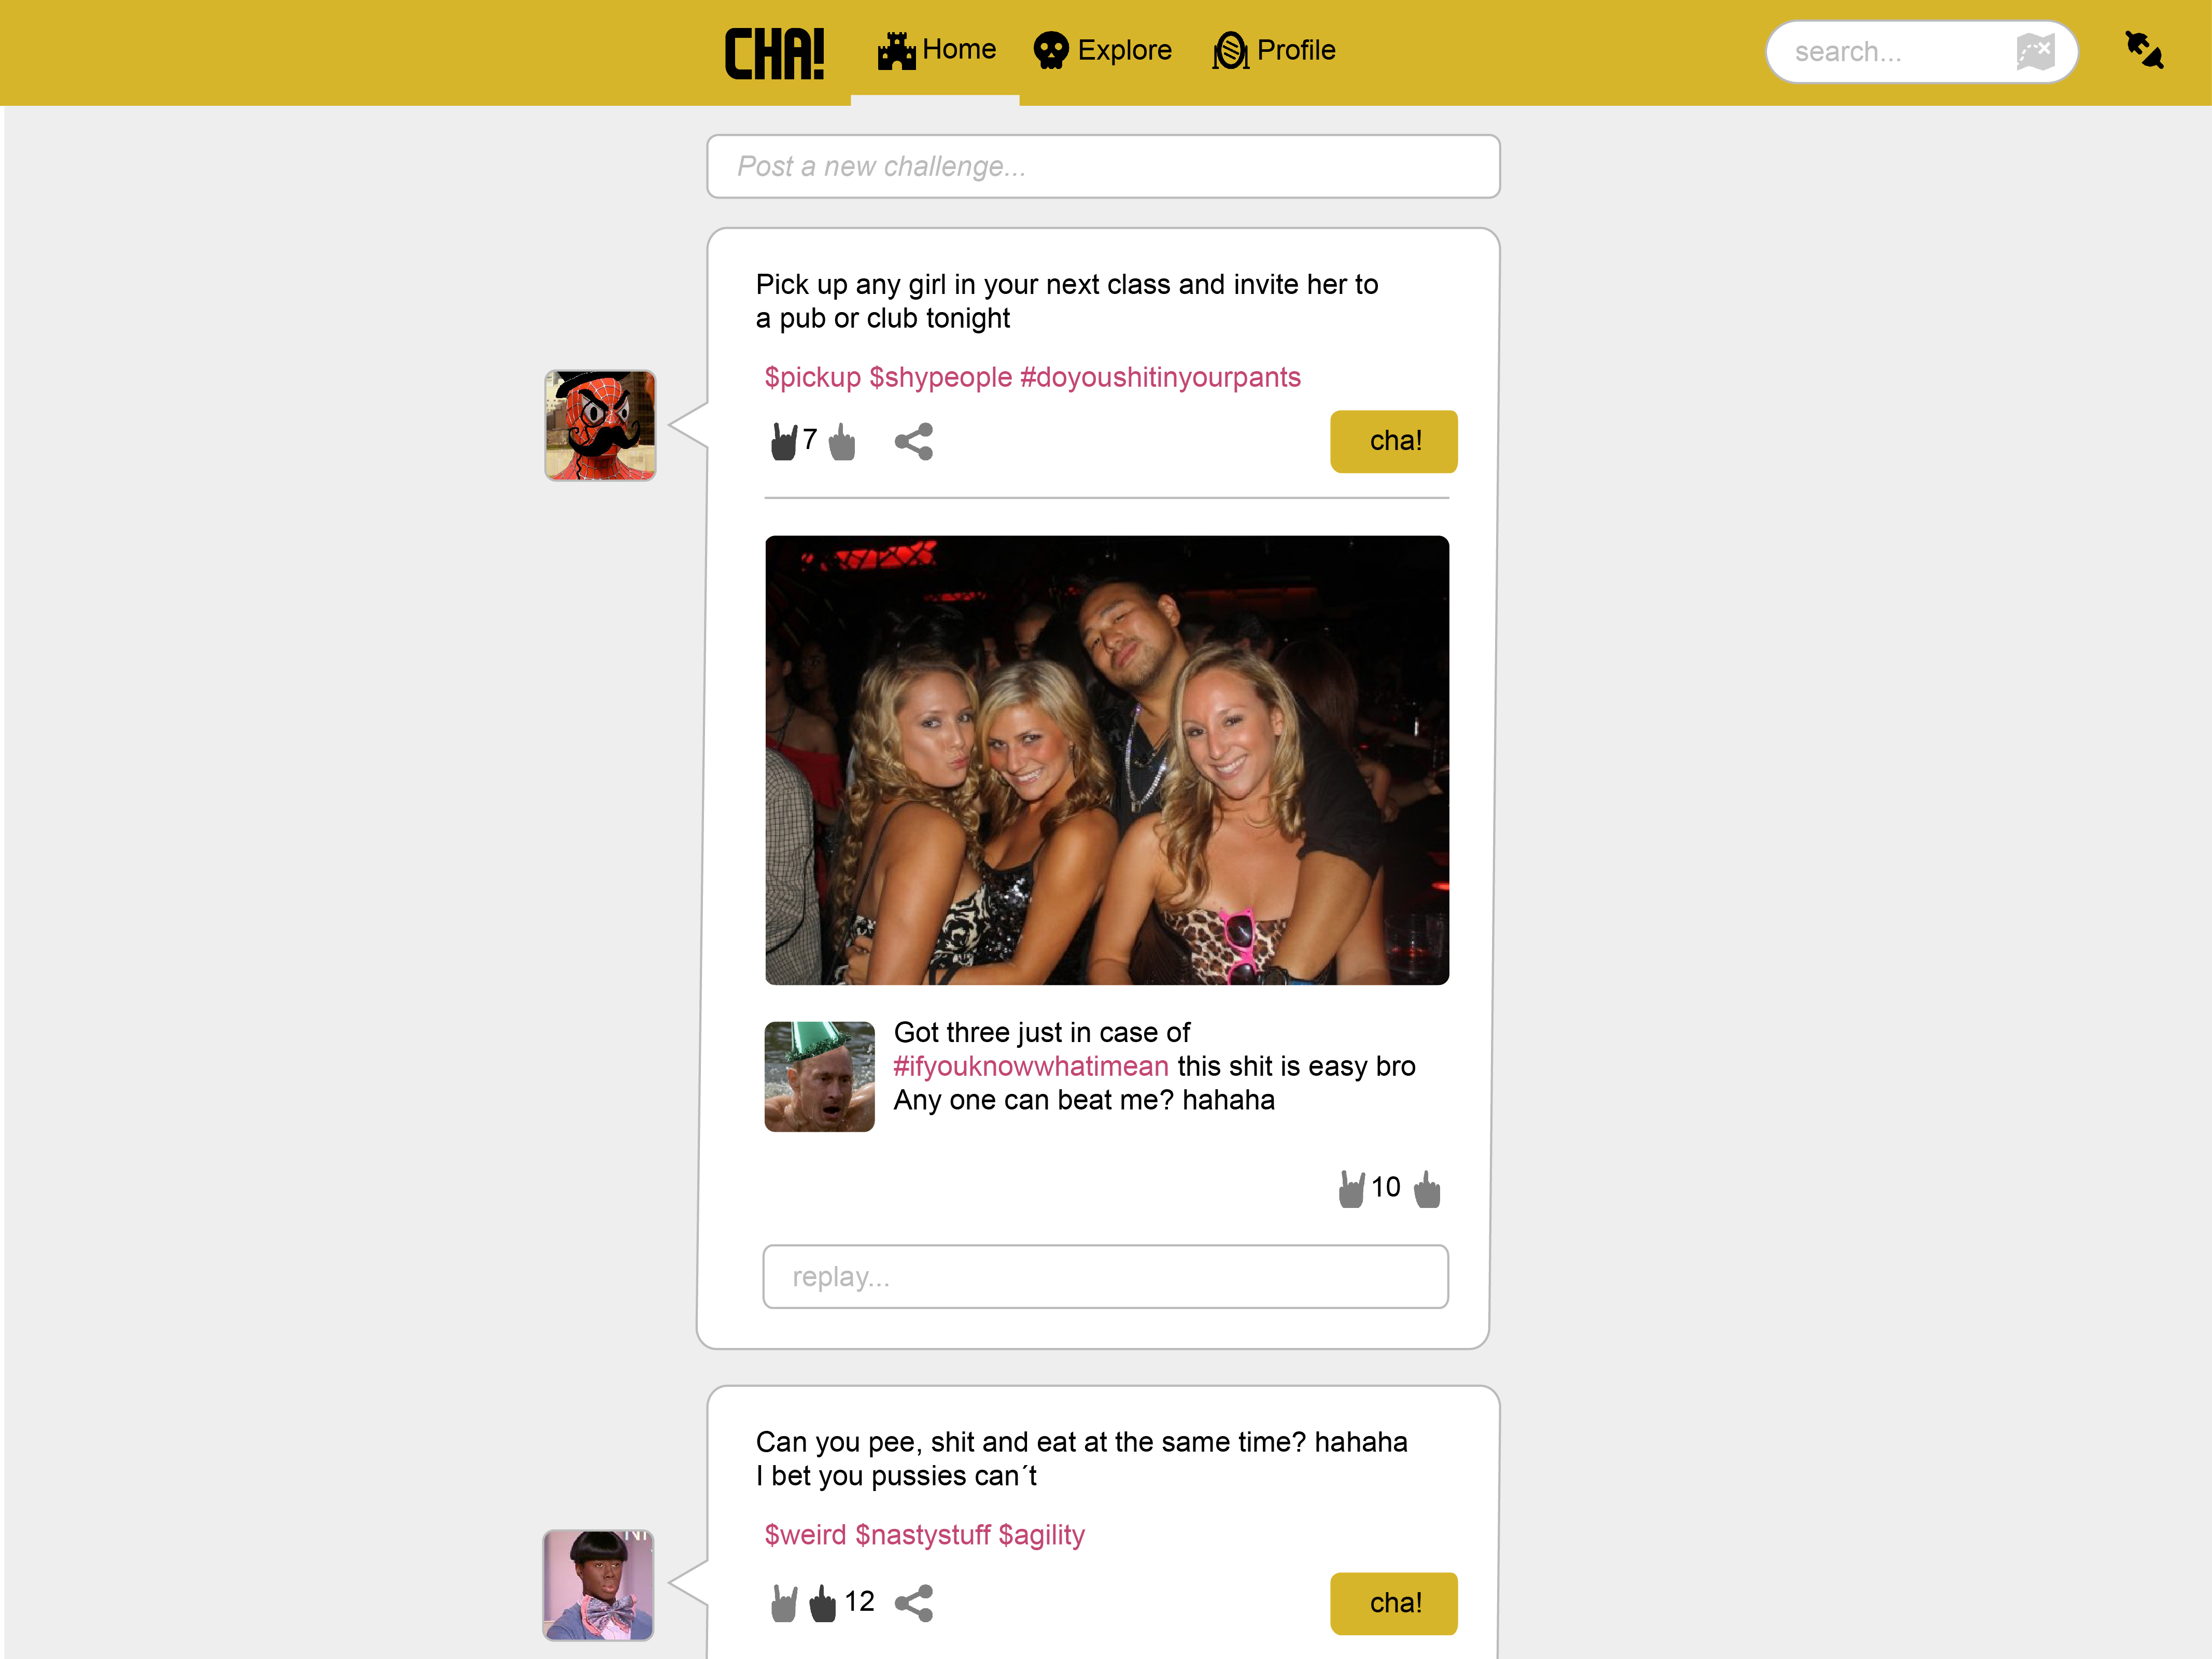 CHA!
Home
Explore
Profile
search...
Post a new challenge...
Pick up any girl in your next class and invite her to
a pub or club tonight
$pickup $shypeople #doyoushitinyourpants
7
cha!
Got three just in case of
#ifyouknowwhatimean this shit is easy bro
Any one can beat me? hahaha
10
replay...
Can you pee, shit and eat at the same time? hahaha
I bet you pussies can´t
$weird $nastystuff $agility
12
cha!